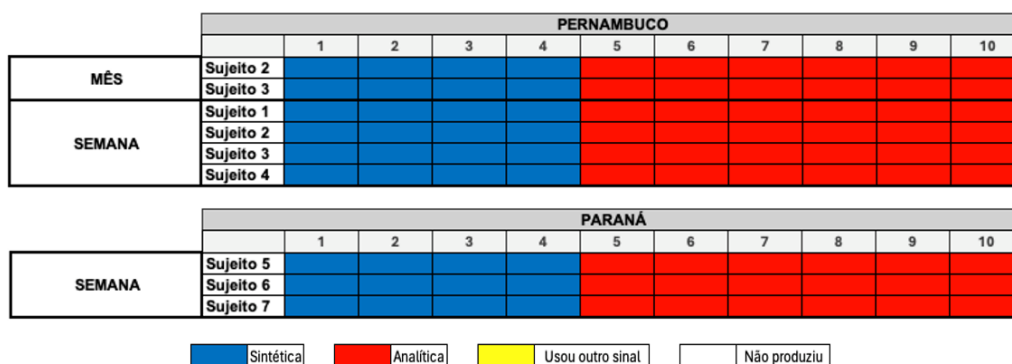 PERNAMBUCO
1 2 3 4 5 6 7 8 9 10
MÊS
Sujeito 2
Sujeito 3
SEMANA
Sujeito 1
Sujeito 2
Sujeito 3
Sujeito 4
PARANÁ
1 2 3 4 5 6 7 8 9 10
SEMANA
Sujeito 5
Sujeito 6
Sujeito 7
Sintética Analítica Usou outro sinal Não produziu